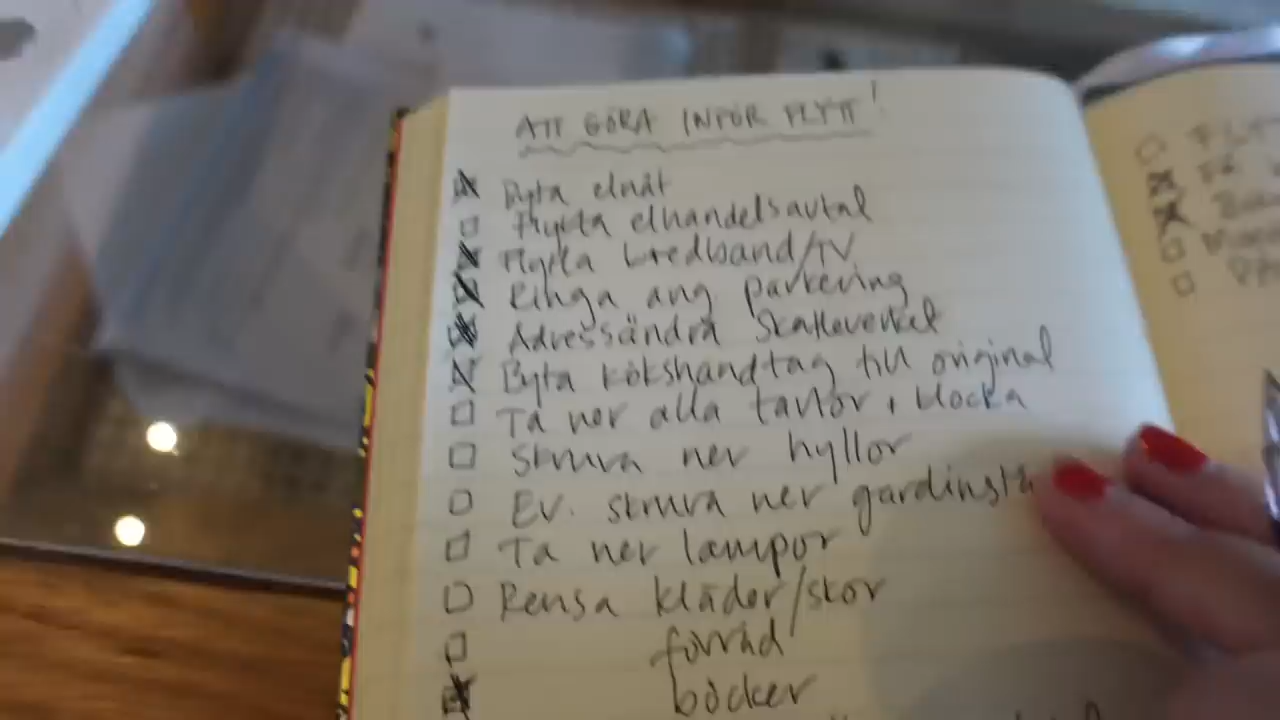 ATT GÖRA INFÖR FLYTT!
Byta elnät
Flytta elhandelsavtal
Flytta bredband/TV
Ringa ang parkering
Adressändra Skatteverket
Byta kökshandtag till original
Ta ner alla tavlor + klocka
Skruva ner hyllor
Ev. skruva ner gardinstå
Ta ner lampor
Rensa kläder/skor
förråd
böcker